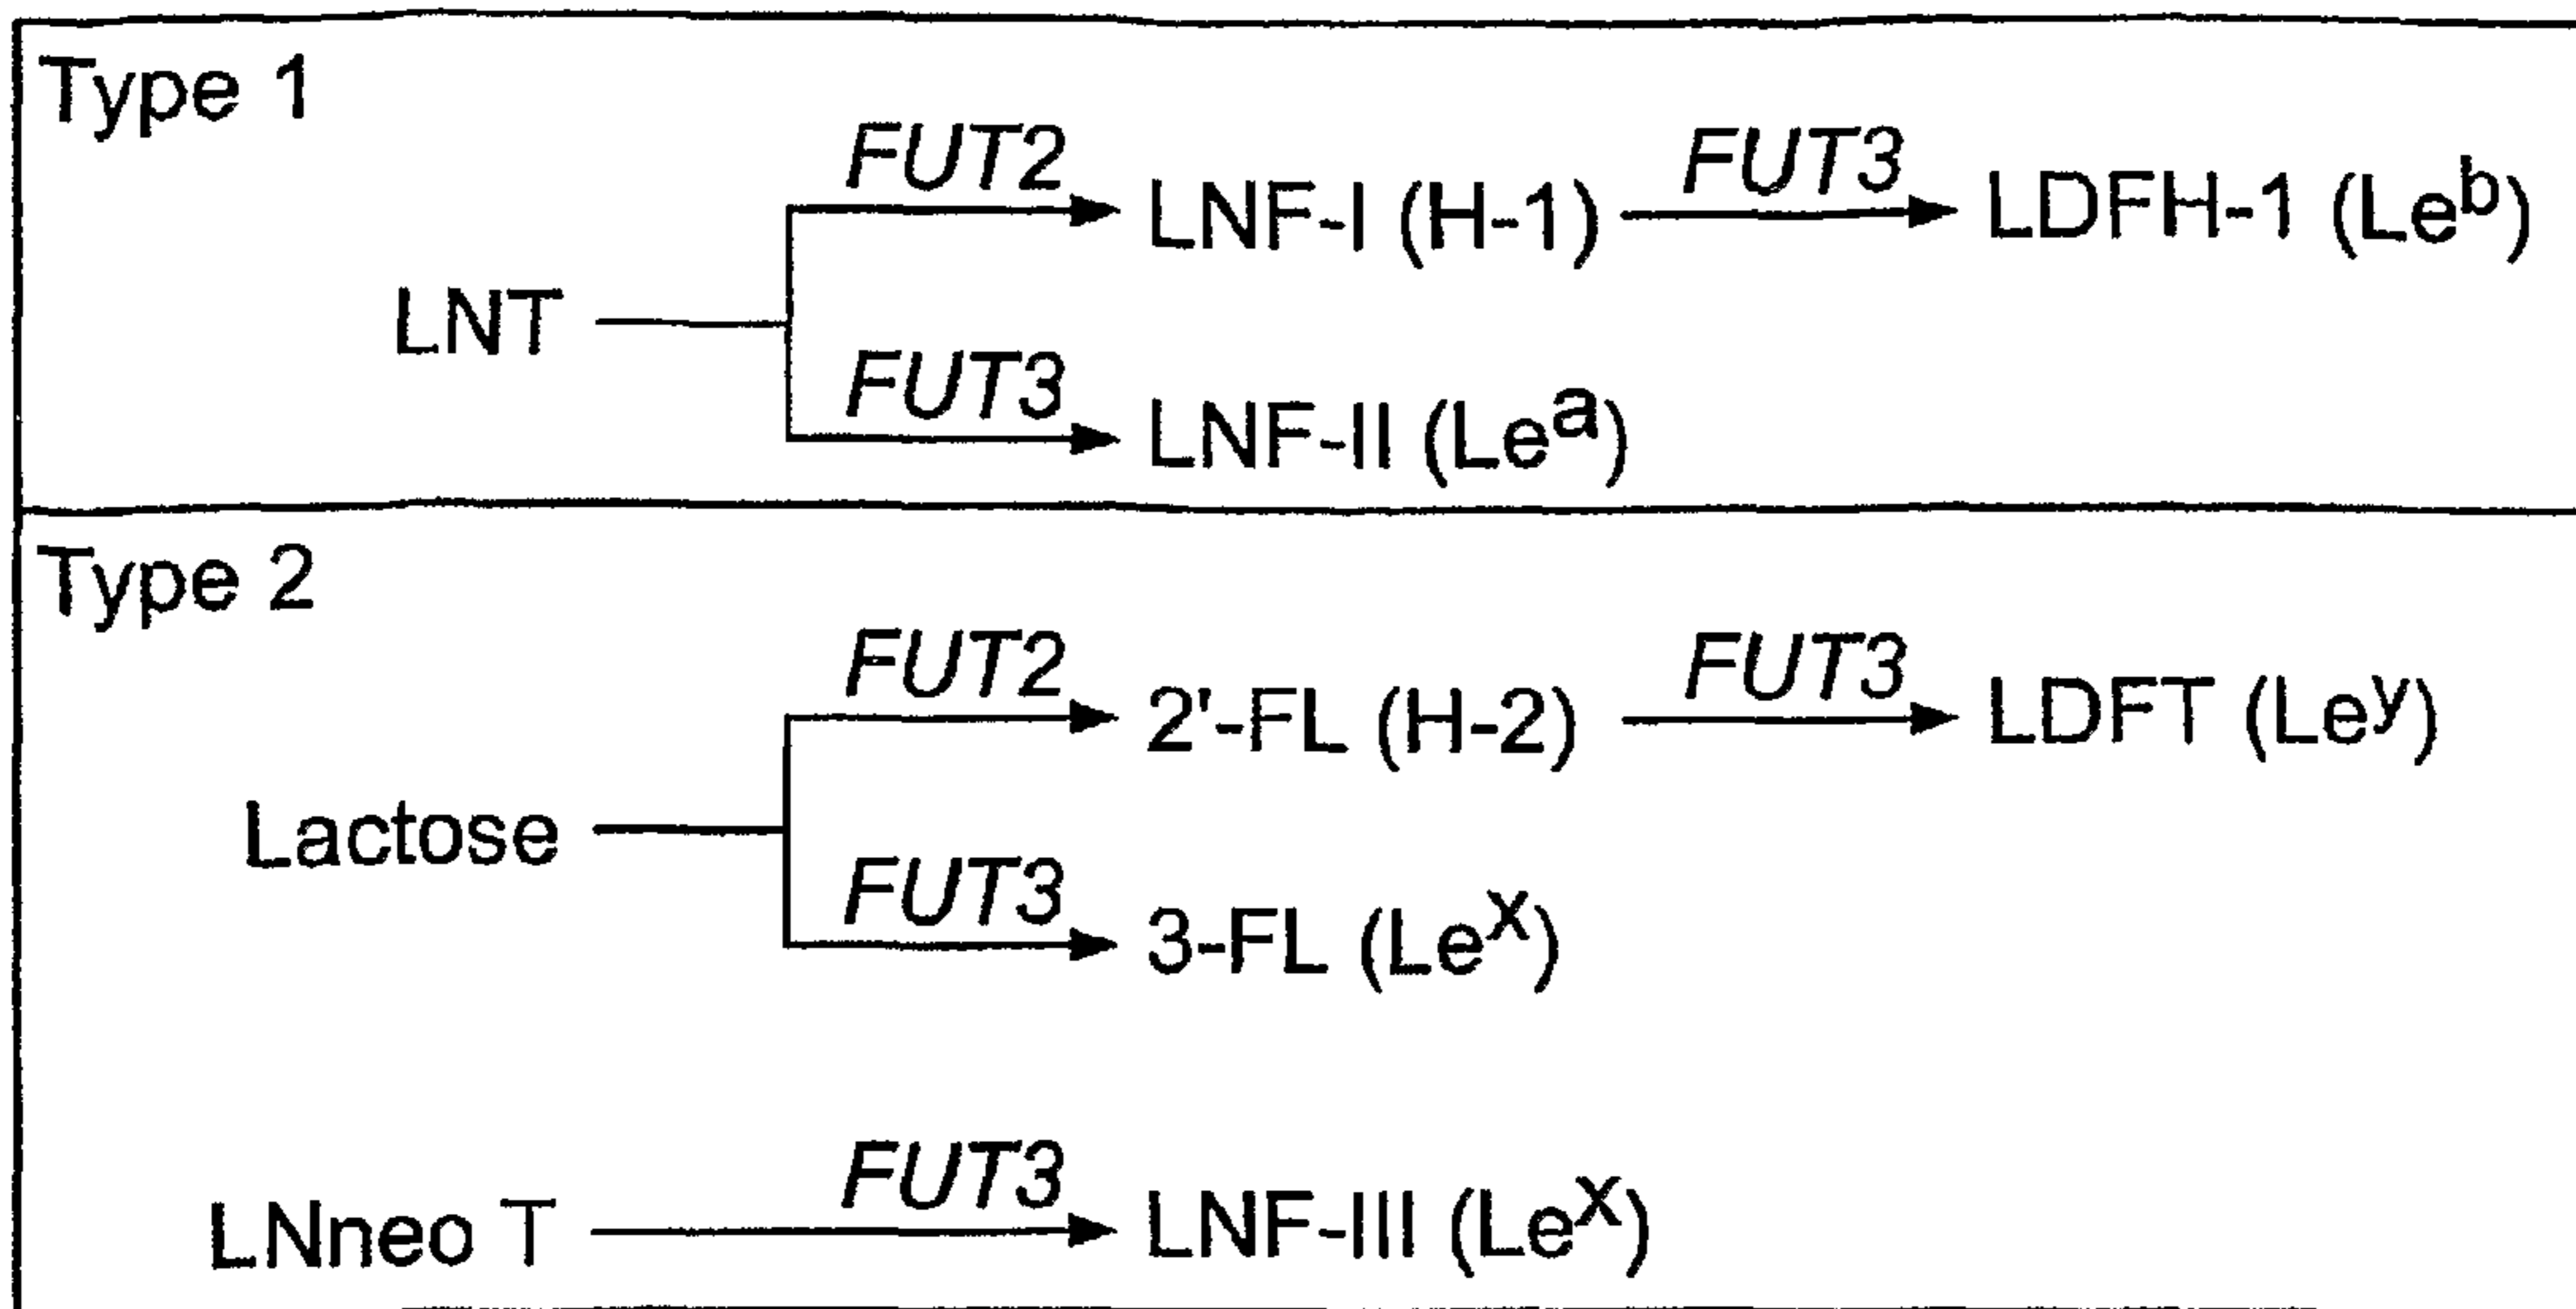 Type 1
FUT2 FUT3
LNF-I (H-1) LDFH-1 (Le^b)
LNT
FUT3
LNF-II (Le^a)
Type 2
FUT2 FUT3
2'-FL (H-2) LDFT (Le^y)
Lactose
FUT3
3-FL (Le^x)
FUT3
LNneo T LNF-III (Le^x)